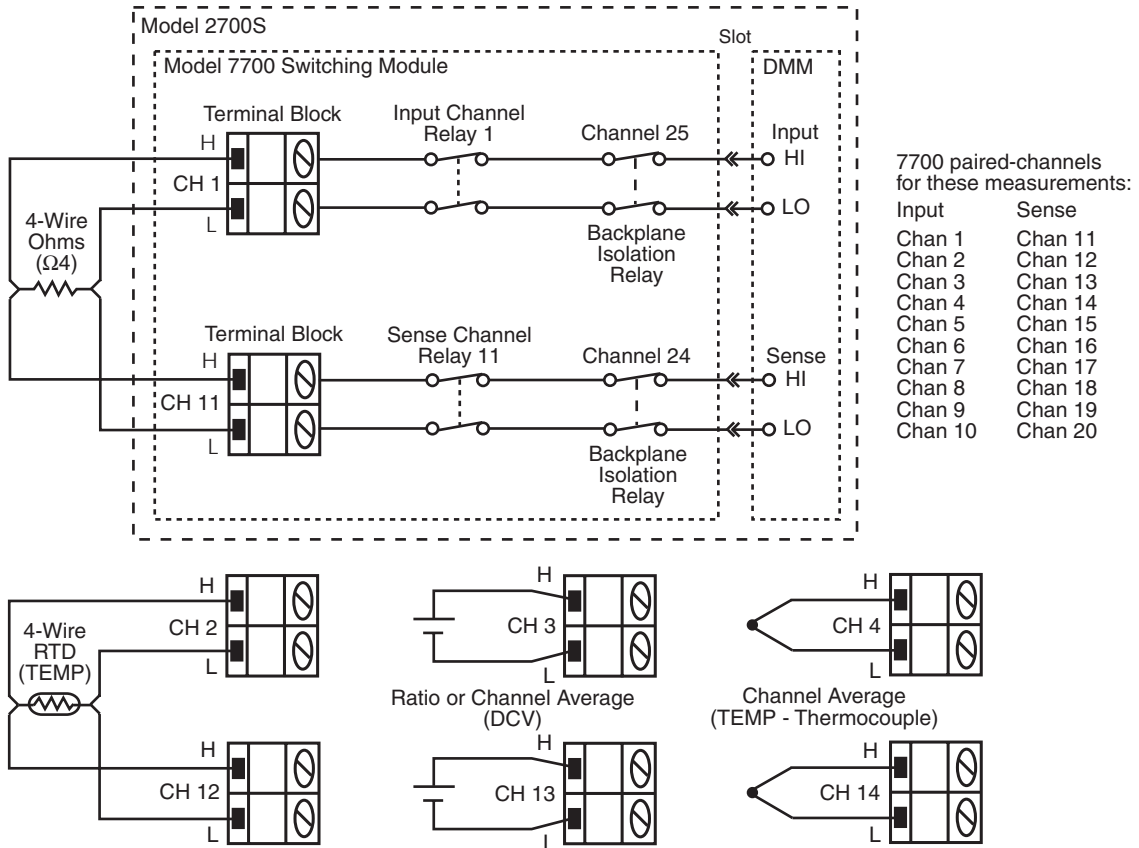 Model 2700S
Slot
Model 7700 Switching Module
DMM
Terminal Block
Input Channel
Relay 1
Channel 25
Input
H
HI
CH 1
L
LO
4-Wire
Ohms
(Ω4)
Backplane
Isolation
Relay
Terminal Block
Sense Channel
Relay 11
Channel 24
Sense
H
HI
CH 11
L
LO
Backplane
Isolation
Relay
7700 paired-channels
for these measurements:
Input Sense
Chan 1 Chan 11
Chan 2 Chan 12
Chan 3 Chan 13
Chan 4 Chan 14
Chan 5 Chan 15
Chan 6 Chan 16
Chan 7 Chan 17
Chan 8 Chan 18
Chan 9 Chan 19
Chan 10 Chan 20
H
CH 2
L
4-Wire
RTD
(TEMP)
H
CH 12
L
H
CH 3
L
Ratio or Channel Average
(DCV)
H
CH 13
L
H
CH 4
L
Channel Average
(TEMP - Thermocouple)
H
CH 14
L